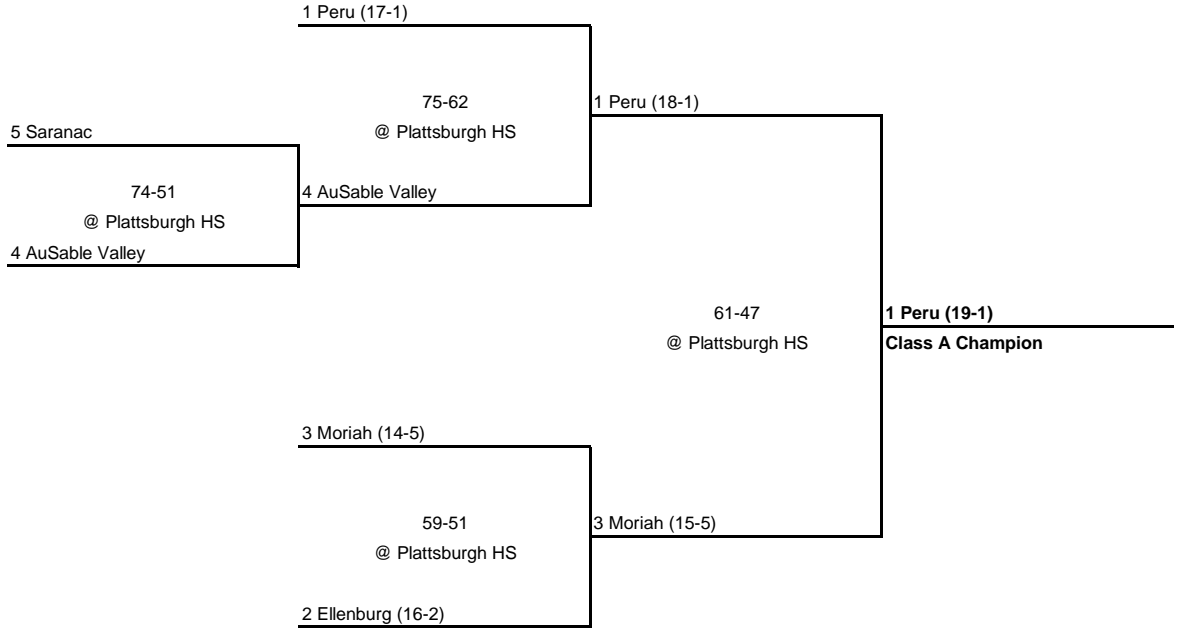 1 Peru (17-1)
75-62
@ Plattsburgh HS
1 Peru (18-1)
5 Saranac
74-51
@ Plattsburgh HS
4 AuSable Valley
4 AuSable Valley
61-47
@ Plattsburgh HS
1 Peru (19-1)
Class A Champion
3 Moriah (14-5)
59-51
@ Plattsburgh HS
3 Moriah (15-5)
2 Ellenburg (16-2)